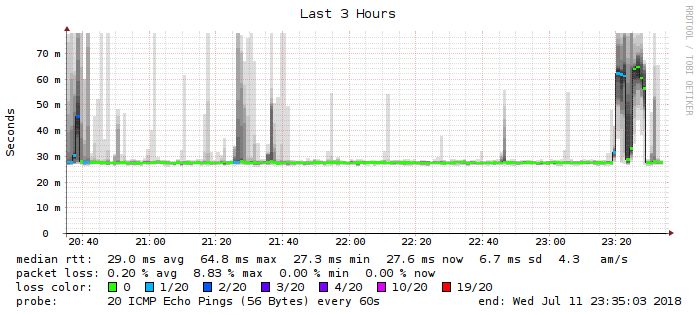 Last 3 Hours
RRDTOOL / TOBI OETIKER
Seconds
70 m
60 m
50 m
40 m
30 m
20 m
10 m
0
20:40 21:00 21:20 21:40 22:00 22:20 22:40 23:00 23:20
median rtt: 29.0 ms avg 64.8 ms max 27.3 ms min 27.6 ms now 6.7 ms sd 4.3 am/s
packet loss: 0.20 % avg 8.83 % max 0.00 % min 0.00 % now
loss color: 0 1/20 2/20 3/20 4/20 10/20 19/20
probe: 20 ICMP Echo Pings (56 Bytes) every 60s end: Wed Jul 11 23:35:03 2018